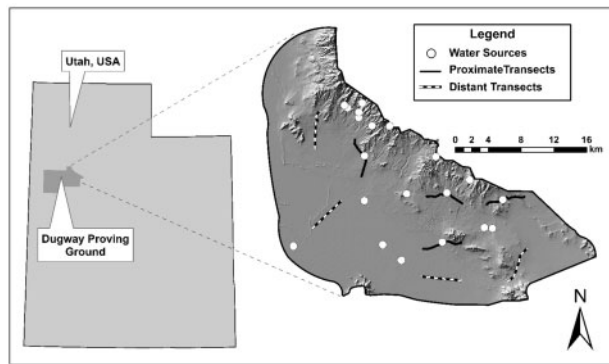 Utah, USA
Dugway Proving
Ground
Legend
Water Sources
ProximateTransects
Distant Transects
0 2 4 8 12 16
km
N